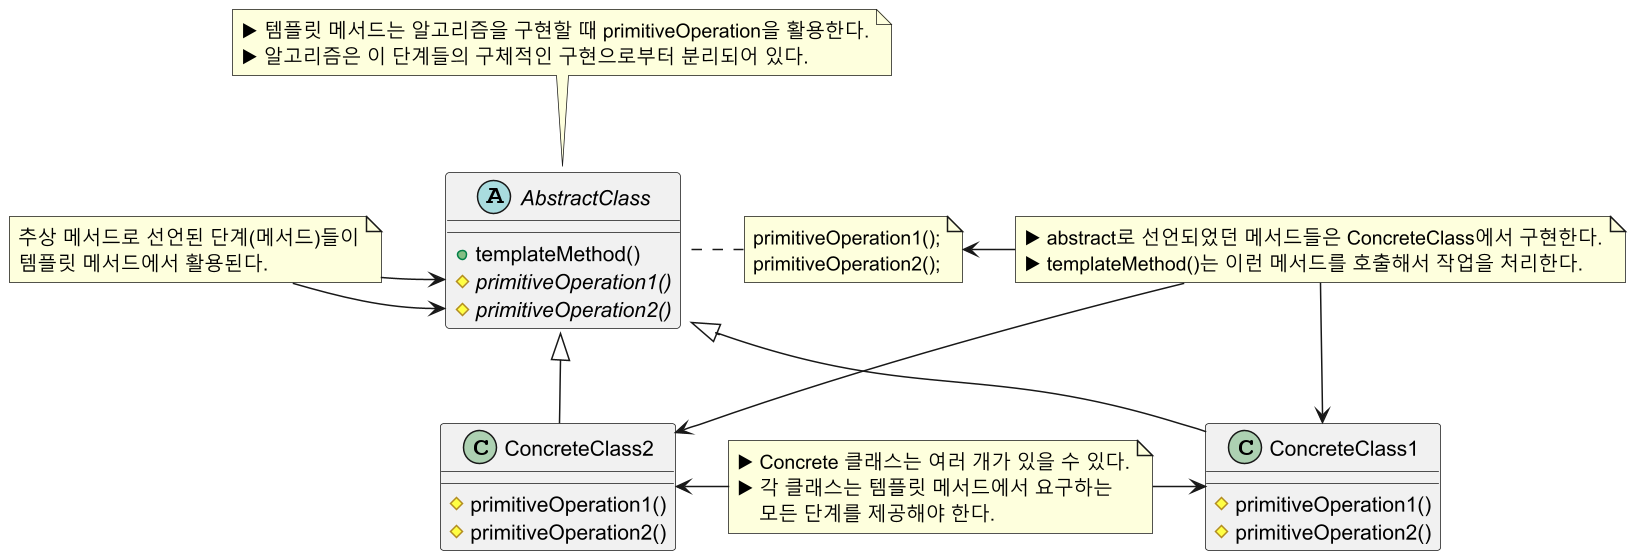 ▶ 템플릿 메서드는 알고리즘을 구현할 때 primitiveOperation을 활용한다.
▶ 알고리즘은 이 단계들의 구체적인 구현으로부터 분리되어 있다.
A AbstractClass
templateMethod()
primitiveOperation1()
primitiveOperation2()
추상 메서드로 선언된 단계(메서드)들이
템플릿 메서드에서 활용된다.
primitiveOperation1();
primitiveOperation2();
▶ abstract로 선언되었던 메서드들은 ConcreteClass에서 구현한다.
▶ templateMethod()는 이런 메서드를 호출해서 작업을 처리한다.
C ConcreteClass2
primitiveOperation1()
primitiveOperation2()
▶ Concrete 클래스는 여러 개가 있을 수 있다.
▶ 각 클래스는 템플릿 메서드에서 요구하는
모든 단계를 제공해야 한다.
C ConcreteClass1
primitiveOperation1()
primitiveOperation2()